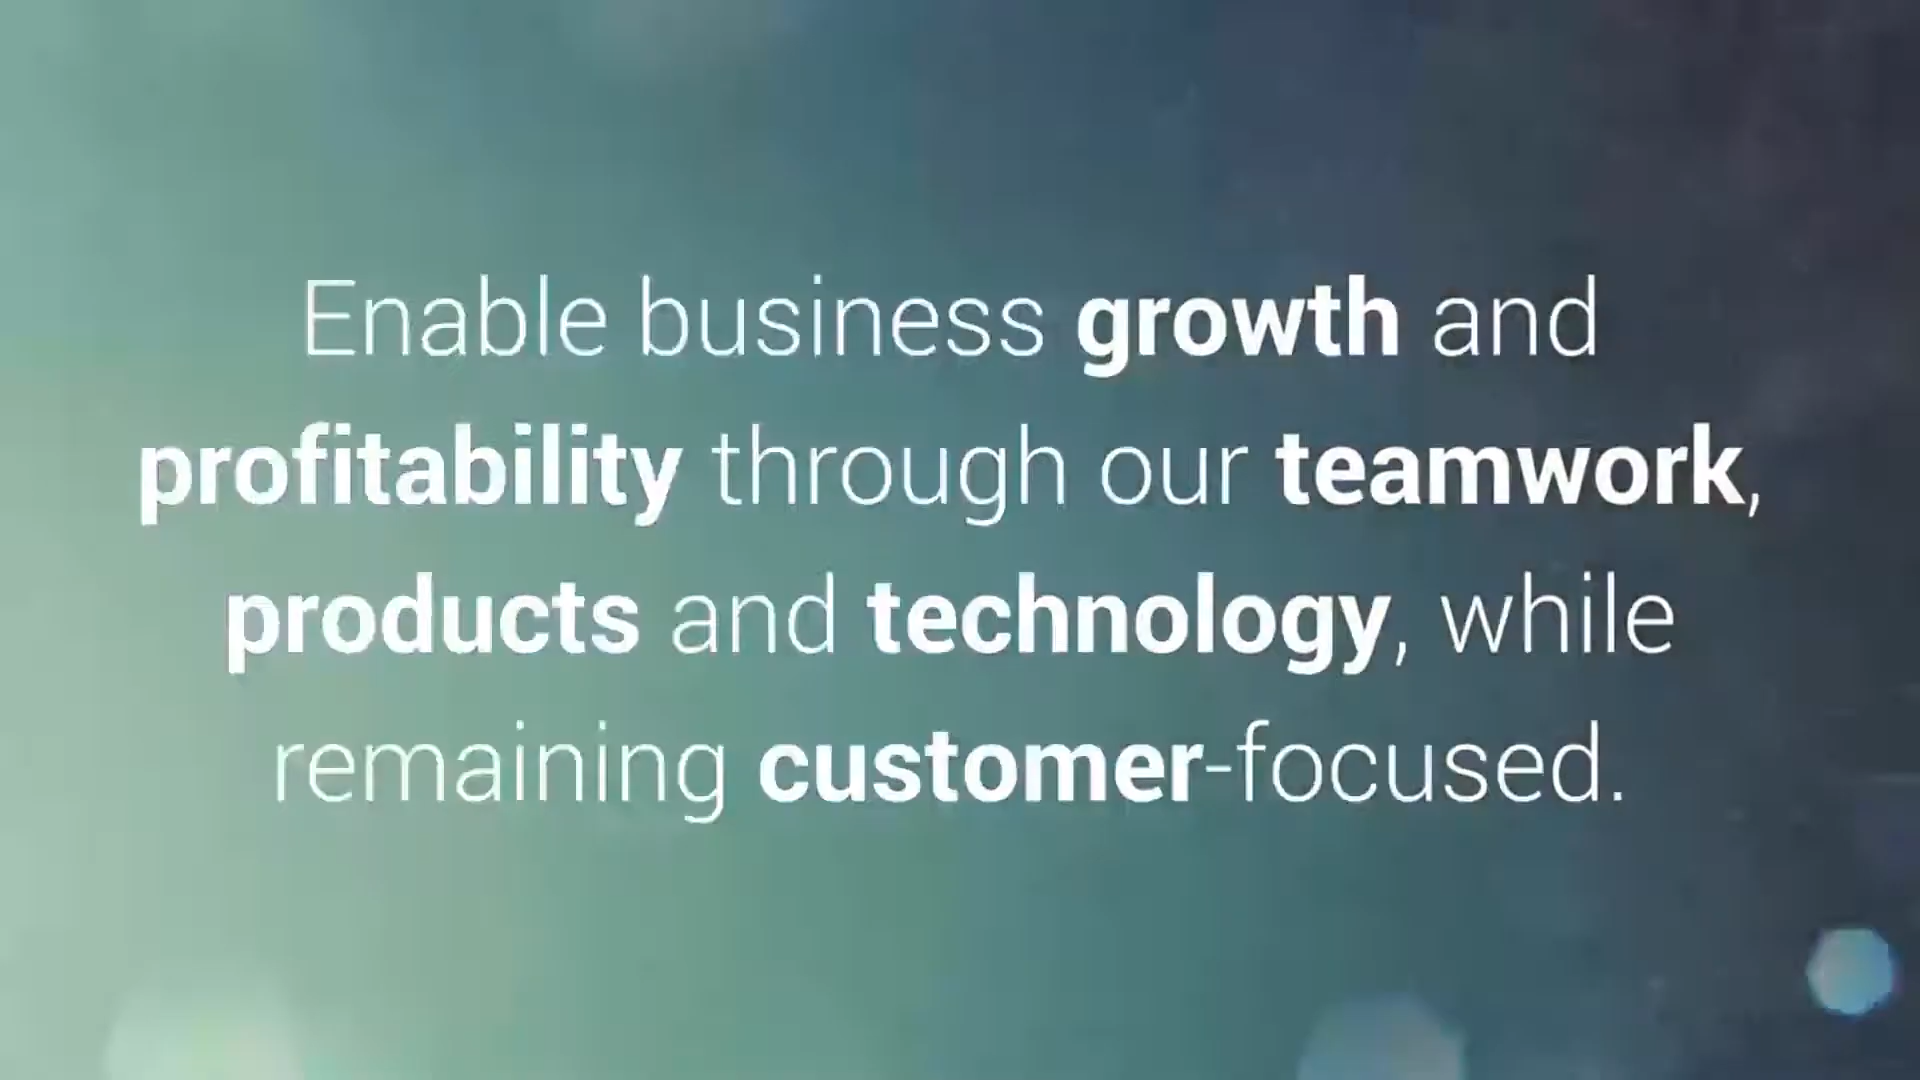 Enable business growth and
profitability through our teamwork,
products and technology, while
remaining customer-focused.